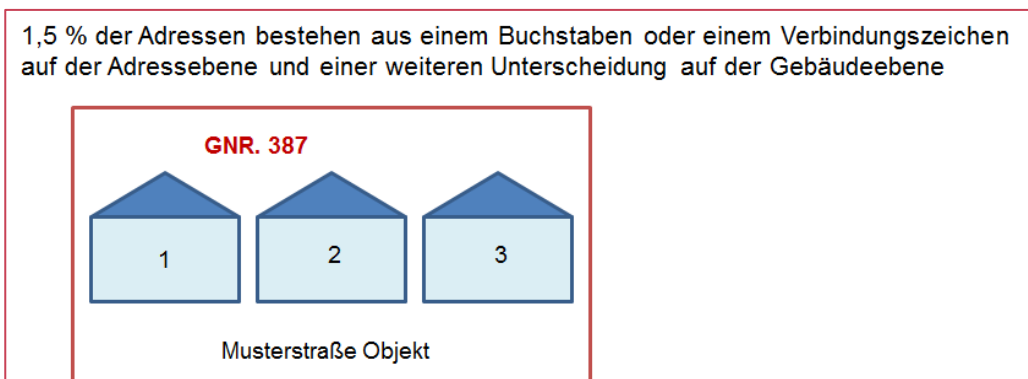 1,5 % der Adressen bestehen aus einem Buchstaben oder einem Verbindungszeichen
auf der Adressebene und einer weiteren Unterscheidung auf der Gebäudeebene
GNR. 387
1 2 3
Musterstraße Objekt